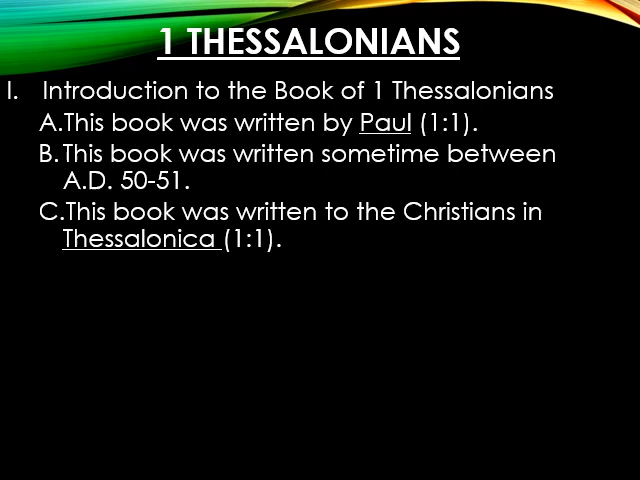 1 THESSALONIANS
I. Introduction to the Book of 1 Thessalonians
A.This book was written by Paul (1:1).
B. This book was written sometime between
A.D. 50-51.
C.This book was written to the Christians in
Thessalonica (1:1).